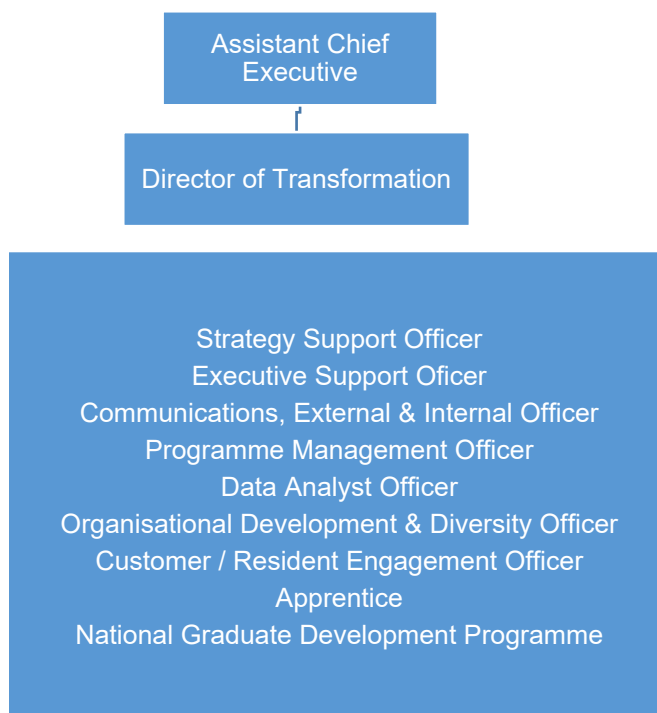 Assistant Chief
Executive
Director of Transformation
Strategy Support Officer
Executive Support Oficer
Communications, External & Internal Officer
Programme Management Officer
Data Analyst Officer
Organisational Development & Diversity Officer
Customer / Resident Engagement Officer
Apprentice
National Graduate Development Programme